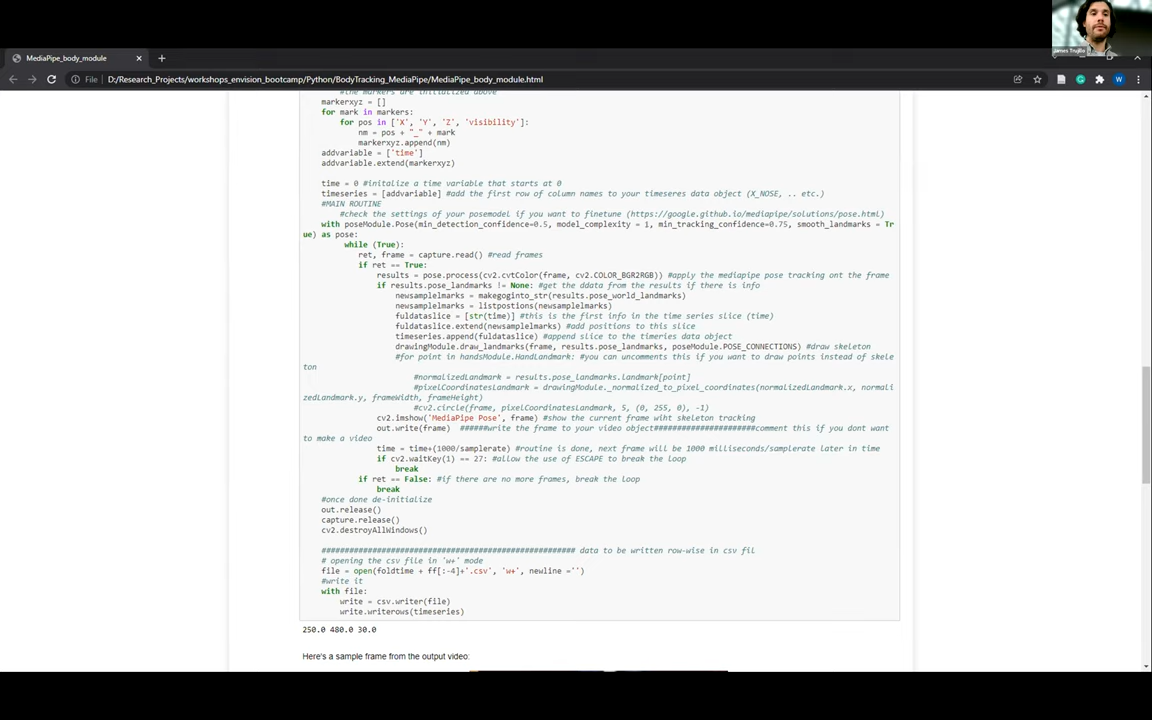 James Trujillo
MediaPipe_body_module
File
D:/Research_Projects/workshops_envision_bootcamp/Python/BodyTracking_MediaPipe/MediaPipe_body_module.html
W
#the markers are initialized above
markerxyz = []
for mark in markers:
for pos in ['X', 'Y', 'Z', 'visibility']:
nm = pos + "_" + mark
markerxyz.append(nm)
addvariable = ['time']
addvariable.extend(markerxyz)
time = 0 #initalize a time variable that starts at 0
timeseries = [addvariable] #add the first row of column names to your timeseres data object (X_NOSE, .. etc.)
#MAIN ROUTINE
#check the settings of your posemodel if you want to finetune (https://google.github.io/mediapipe/solutions/pose.html)
with poseModule.Pose(min_detection_confidence=0.5, model_complexity = 1, min_tracking_confidence=0.75, smooth_landmarks = Tr
ue) as pose:
while (True):
ret, frame = capture.read() #read frames
if ret == True:
results = pose.process(cv2.cvtColor(frame, cv2.COLOR_BGR2RGB)) #apply the mediapipe pose tracking ont the frame
if results.pose_landmarks != None: #get the ddata from the results if there is info
newsamplelmarks = makegoginto_str(results.pose_world_landmarks)
newsamplelmarks = listpostions(newsamplelmarks)
fuldataslice = [str(time)] #this is the first info in the time series slice (time)
fuldataslice.extend(newsamplelmarks) #add positions to this slice
timeseries.append(fuldataslice) #append slice to the timeries data object
drawingModule.draw_landmarks(frame, results.pose_landmarks, poseModule.POSE_CONNECTIONS) #draw skeleton
#for point in handsModule.HandLandmark: #you can uncomments this if you want to draw points instead of skele
ton
#normalizedLandmark = results.pose_landmarks.landmark[point]
#pixelCoordinatesLandmark = drawingModule._normalized_to_pixel_coordinates(normalizedLandmark.x, normali
zedLandmark.y, frameWidth, frameHeight)
#cv2.circle(frame, pixelCoordinatesLandmark, 5, (0, 255, 0), -1)
cv2.imshow('MediaPipe Pose', frame) #show the current frame wiht skeleton tracking
out.write(frame) ######write the frame to your video object######################comment this if you dont want
to make a video
time = time+(1000/samplerate) #routine is done, next frame will be 1000 milliseconds/samplerate later in time
if cv2.waitKey(1) == 27: #allow the use of ESCAPE to break the loop
break
if ret == False: #if there are no more frames, break the loop
break
#once done de-initialize
out.release()
capture.release()
cv2.destroyAllWindows()
####################################################### data to be written row-wise in csv fil
# opening the csv file in 'w+' mode
file = open(foldtime + ff[:-4]+'.csv', 'w+', newline ='')
#write it
with file:
write = csv.writer(file)
write.writerows(timeseries)
250.0 480.0 30.0
Here's a sample frame from the output video: